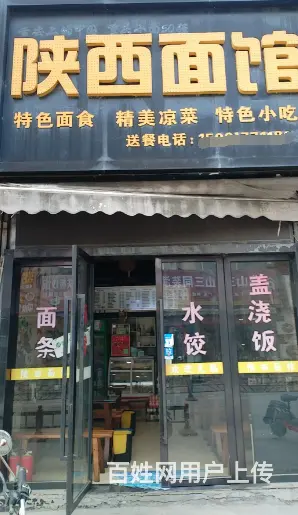 陕西面馆
特色面食 精美凉菜 特色小吃
送餐电话:
面条
水饺
盖浇饭
百姓网用户上传